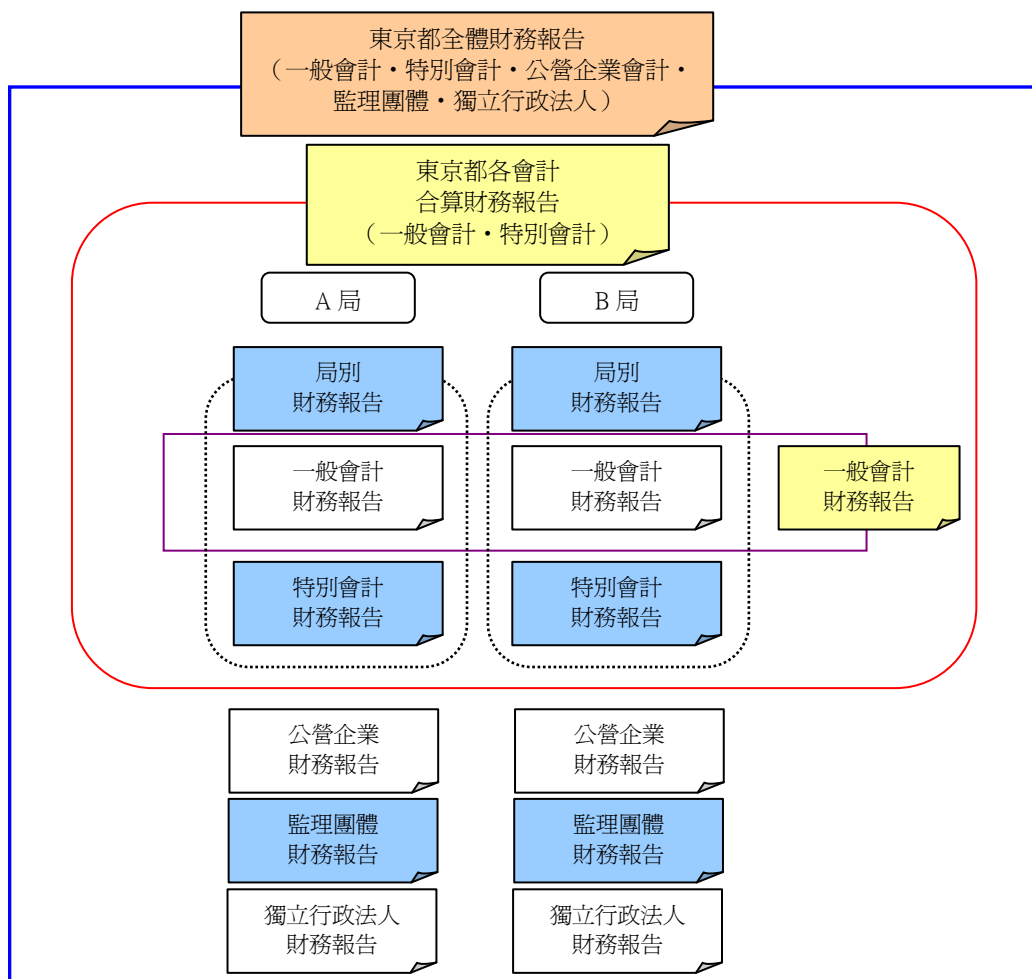 東京都全體財務報告
（一般會計・特別會計・公營企業會計・
監理團體・獨立行政法人）
東京都各會計
合算財務報告
（一般會計・特別會計）
A 局
B 局
局別
財務報告
局別
財務報告
一般會計
財務報告
一般會計
財務報告
一般會計
財務報告
特別會計
財務報告
特別會計
財務報告
公營企業
財務報告
公營企業
財務報告
監理團體
財務報告
監理團體
財務報告
獨立行政法人
財務報告
獨立行政法人
財務報告